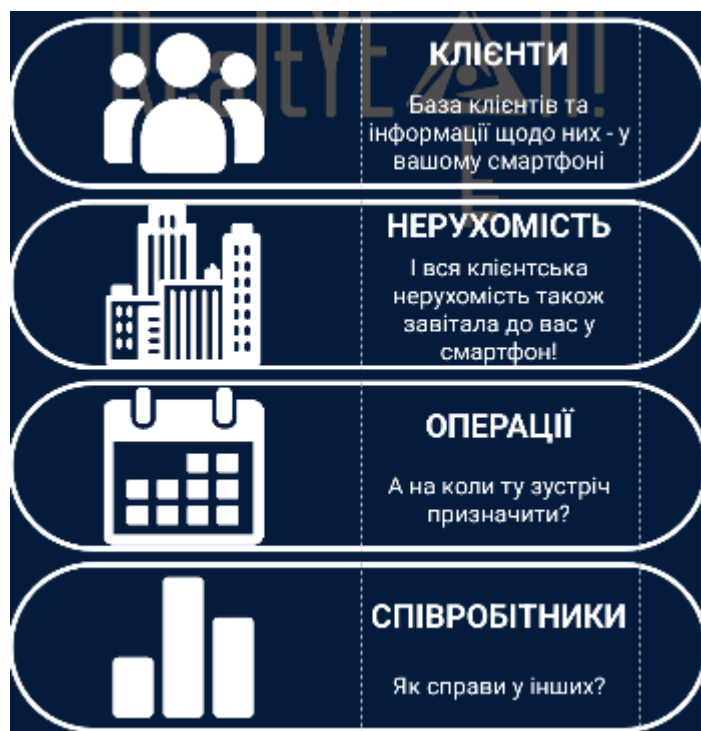 RealtYE
КЛІЄНТИ
База клієнтів та
інформації щодо них - у
вашому смартфоні
НЕРУХОМІСТЬ
І вся клієнтська
нерухомість також
завітала до вас у
смартфон!
ОПЕРАЦІЇ
А на коли ту зустріч
призначити?
СПІВРОБІТНИКИ
Як справи у інших?